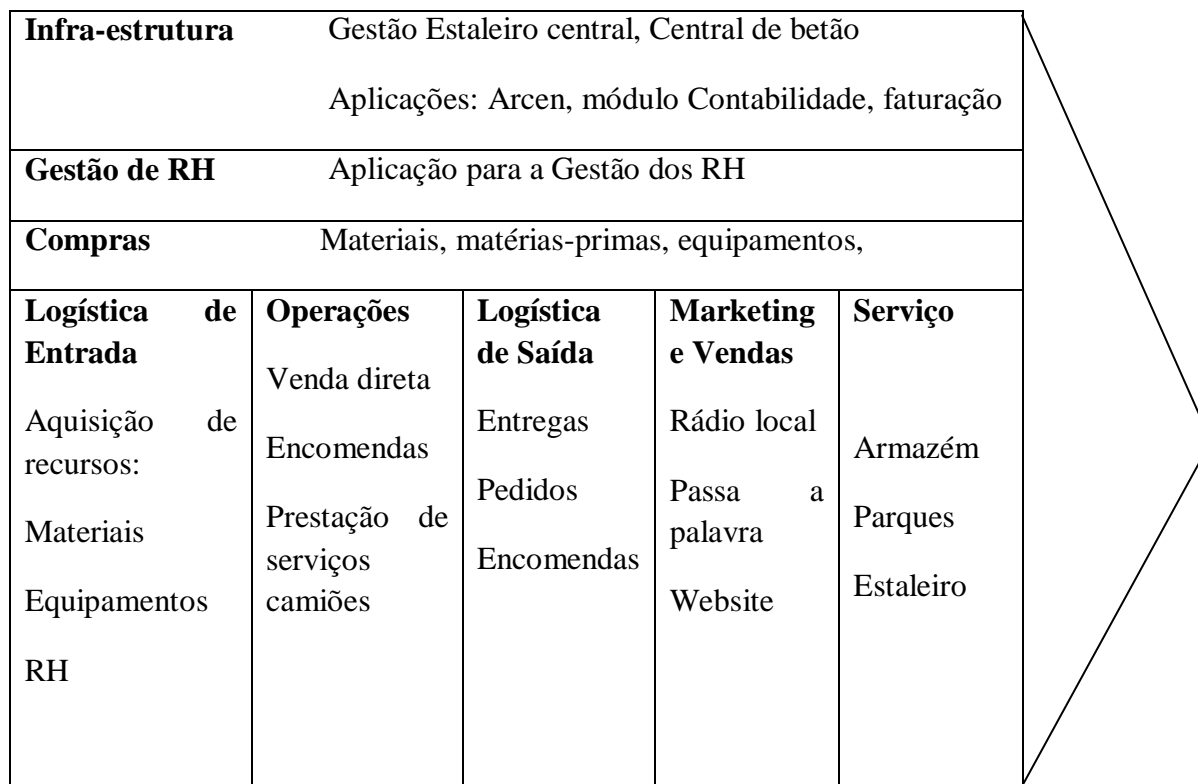 Infra-estrutura Gestão Estaleiro central, Central de betão
Aplicações: Arcen, módulo Contabilidade, faturação
Gestão de RH Aplicação para a Gestão dos RH
Compras Materiais, matérias-primas, equipamentos,
Logística de
Entrada
Aquisição de
recursos:
Materiais
Equipamentos
RH
Operações
Venda direta
Encomendas
Prestação de
serviços
camiões
Logística
de Saída
Entregas
Pedidos
Encomendas
Marketing
e Vendas
Rádio local
Passa a
palavra
Website
Serviço
Armazém
Parques
Estaleiro